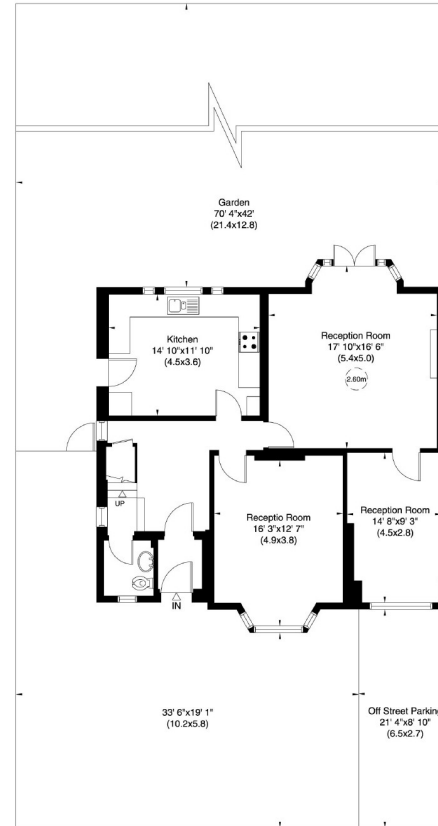 Garden
70' 4"x42'
(21.4x12.8)
Kitchen
14' 10"x11' 10"
(4.5x3.6)
Reception Room
17' 10"x16' 6"
(5.4x5.0)
2.60m
UP
Receptio Room
16' 3"x12' 7"
(4.9x3.8)
Reception Room
14' 8"x9' 3"
(4.5x2.8)
IN
33' 6"x19' 1"
(10.2x5.8)
Off Street Parking
21' 4"x8' 10"
(6.5x2.7)